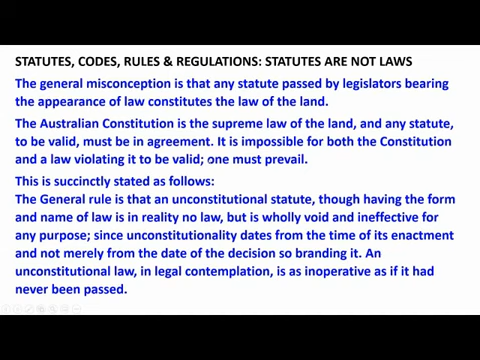 STATUTES, CODES, RULES & REGULATIONS: STATUTES ARE NOT LAWS
The general misconception is that any statute passed by legislators bearing
the appearance of law constitutes the law of the land.
The Australian Constitution is the supreme law of the land, and any statute,
to be valid, must be in agreement. It is impossible for both the Constitution
and a law violating it to be valid; one must prevail.
This is succinctly stated as follows:
The General rule is that an unconstitutional statute, though having the form
and name of law is in reality no law, but is wholly void and ineffective for
any purpose; since unconstitutionality dates from the time of its enactment
and not merely from the date of the decision so branding it. An
unconstitutional law, in legal contemplation, is as inoperative as if it had
never been passed.